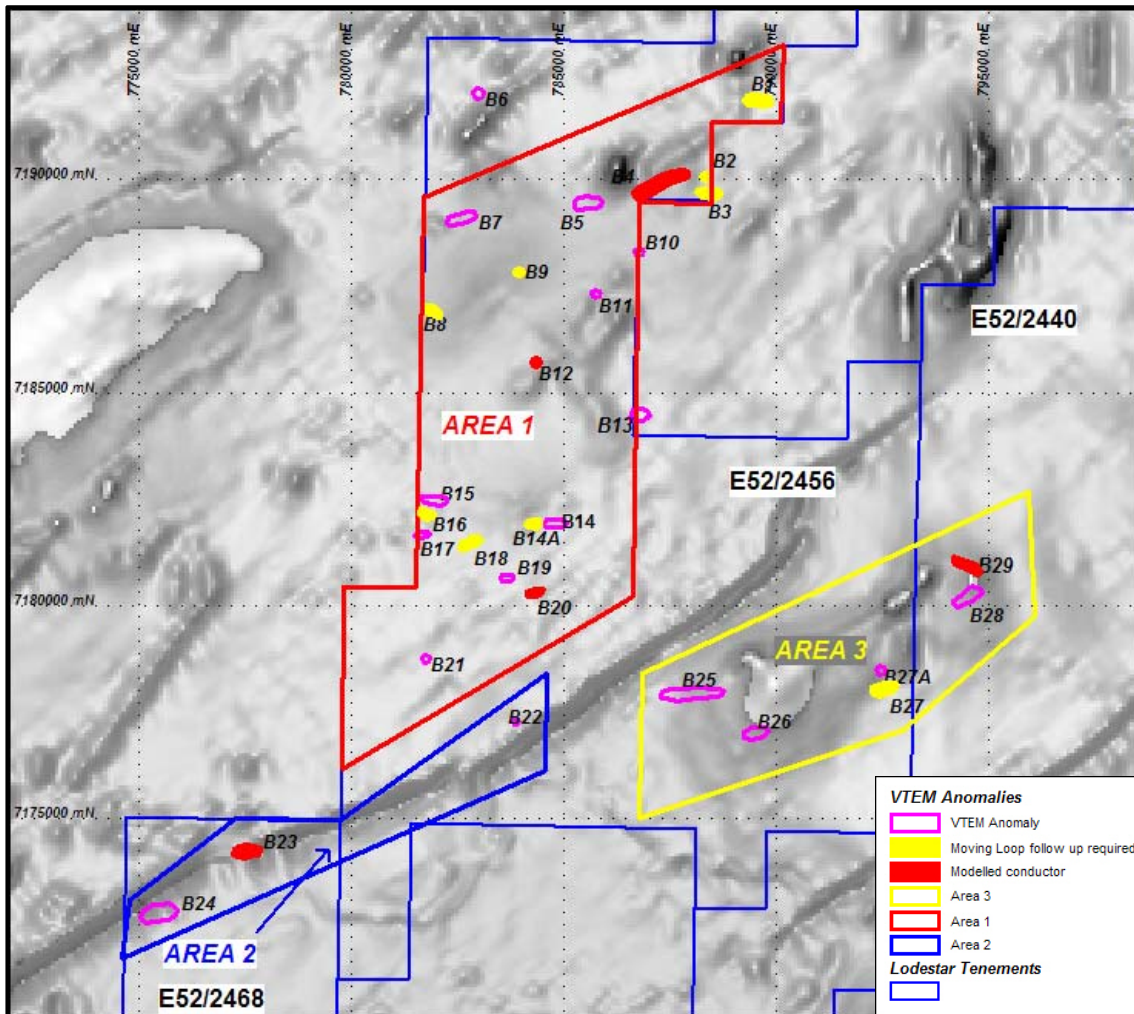 775000 mE
780000 mE
785000 mE
790000 mE
795000 mE
B6
7190000 mN
B2
B4
B3
B7
B5
B10
B9
B11
B8
E52/2440
B12
7185000 mN
AREA 1
B13
E52/2456
B15
B16
B14A
B14
B17
B18
B19
B29
B20
7180000 mN
B28
B21
AREA 3
B27A
B25
B27
B22
B26
7175000 mN
B23
B24
AREA 2
E52/2468
VTEM Anomalies
VTEM Anomaly
Moving Loop follow up required
Modelled conductor
Area 3
Area 1
Area 2
Lodestar Tenements